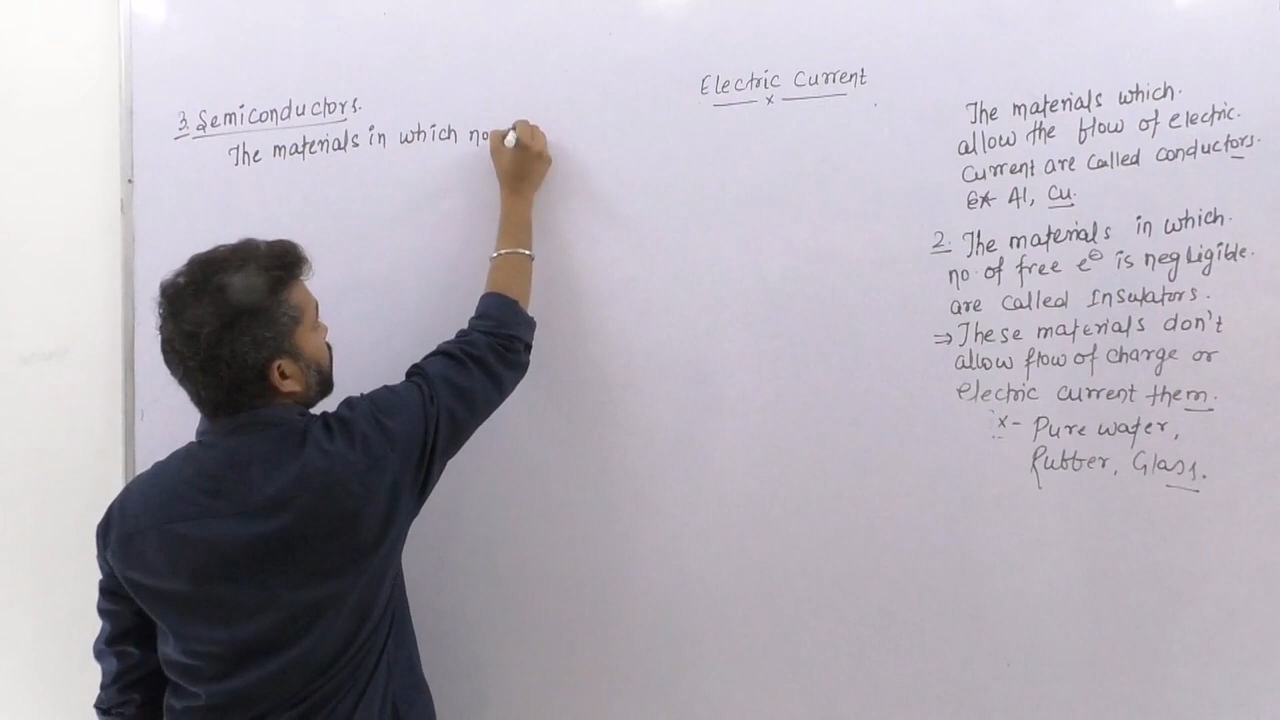 Electric Current
x
3. Semiconductors.
The materials in which no
The materials which.
allow the flow of electric.
Current are called conductors.
ex Al, Cu.
2. The materials in which.
no. of free e⊖ is negligible.
are called Insulators.
⇒ These materials don't
allow flow of charge or
electric current them.
x- Pure water,
Rubber, Glass.